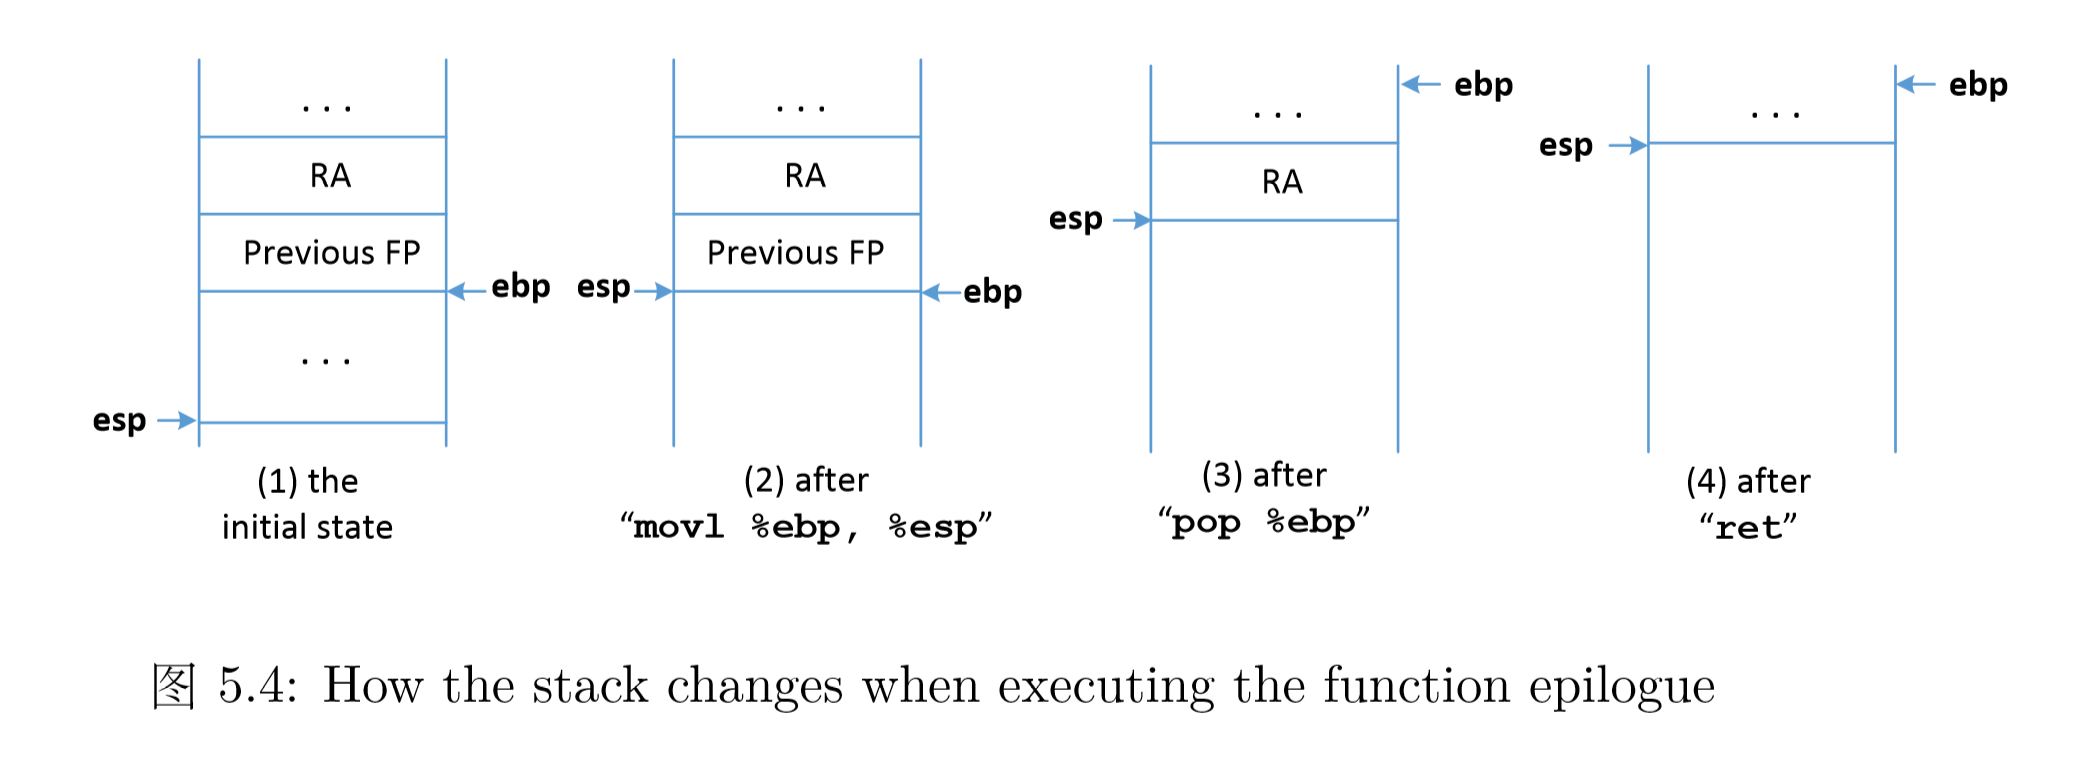 . . .
RA
Previous FP
ebp
. . .
esp
(1) the
initial state
. . .
RA
Previous FP
esp
ebp
(2) after
“movl %ebp, %esp”
ebp
. . .
RA
esp
(3) after
“pop %ebp”
ebp
. . .
esp
(4) after
“ret”
图 5.4: How the stack changes when executing the function epilogue